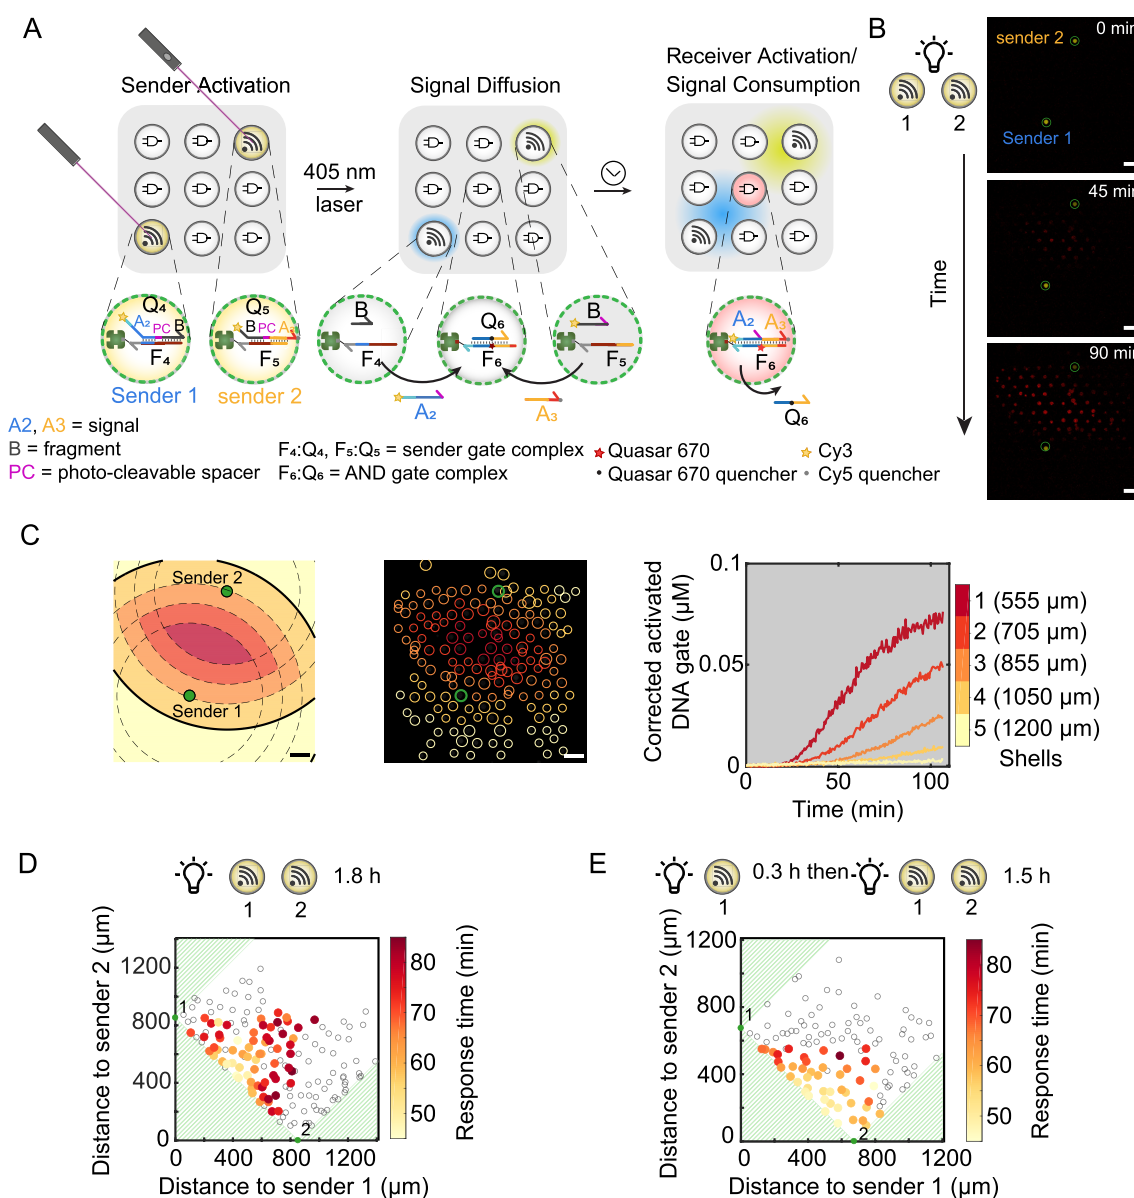 A
Sender Activation
Signal Diffusion
Receiver Activation/
Signal Consumption
405 nm
laser
Q₄
A₂
PC
B
F₄
Sender 1
Q₅
B
PC
A₃
F₅
sender 2
B
F₄
Q₆
F₆
B
F₅
A₂
A₃
A₂
A₃
F₆
Q₆
A2, A3 = signal
B = fragment
PC = photo-cleavable spacer
F₄:Q₄, F₅:Q₅ = sender gate complex
F₆:Q₆ = AND gate complex
Quasar 670
Quasar 670 quencher
Cy3
Cy5 quencher
B
1
2
Time
sender 2
0 min
Sender 1
45 min
90 min
C
Sender 2
Sender 1
Corrected activated
DNA gate (µM)
0.1
0.05
0
0
50
100
Time (min)
1 (555 µm)
2 (705 µm)
3 (855 µm)
4 (1050 µm)
5 (1200 µm)
Shells
D
1
2
1.8 h
Distance to sender 2 (µm)
1200
800
400
0
1
2
0
400
800
1200
Distance to sender 1 (µm)
80
70
60
50
Response time (min)
E
1
0.3 h then
1
2
1.5 h
Distance to sender 2 (µm)
1200
800
400
0
1
2
0
400
800
1200
Distance to sender 1 (µm)
80
70
60
50
Response time (min)